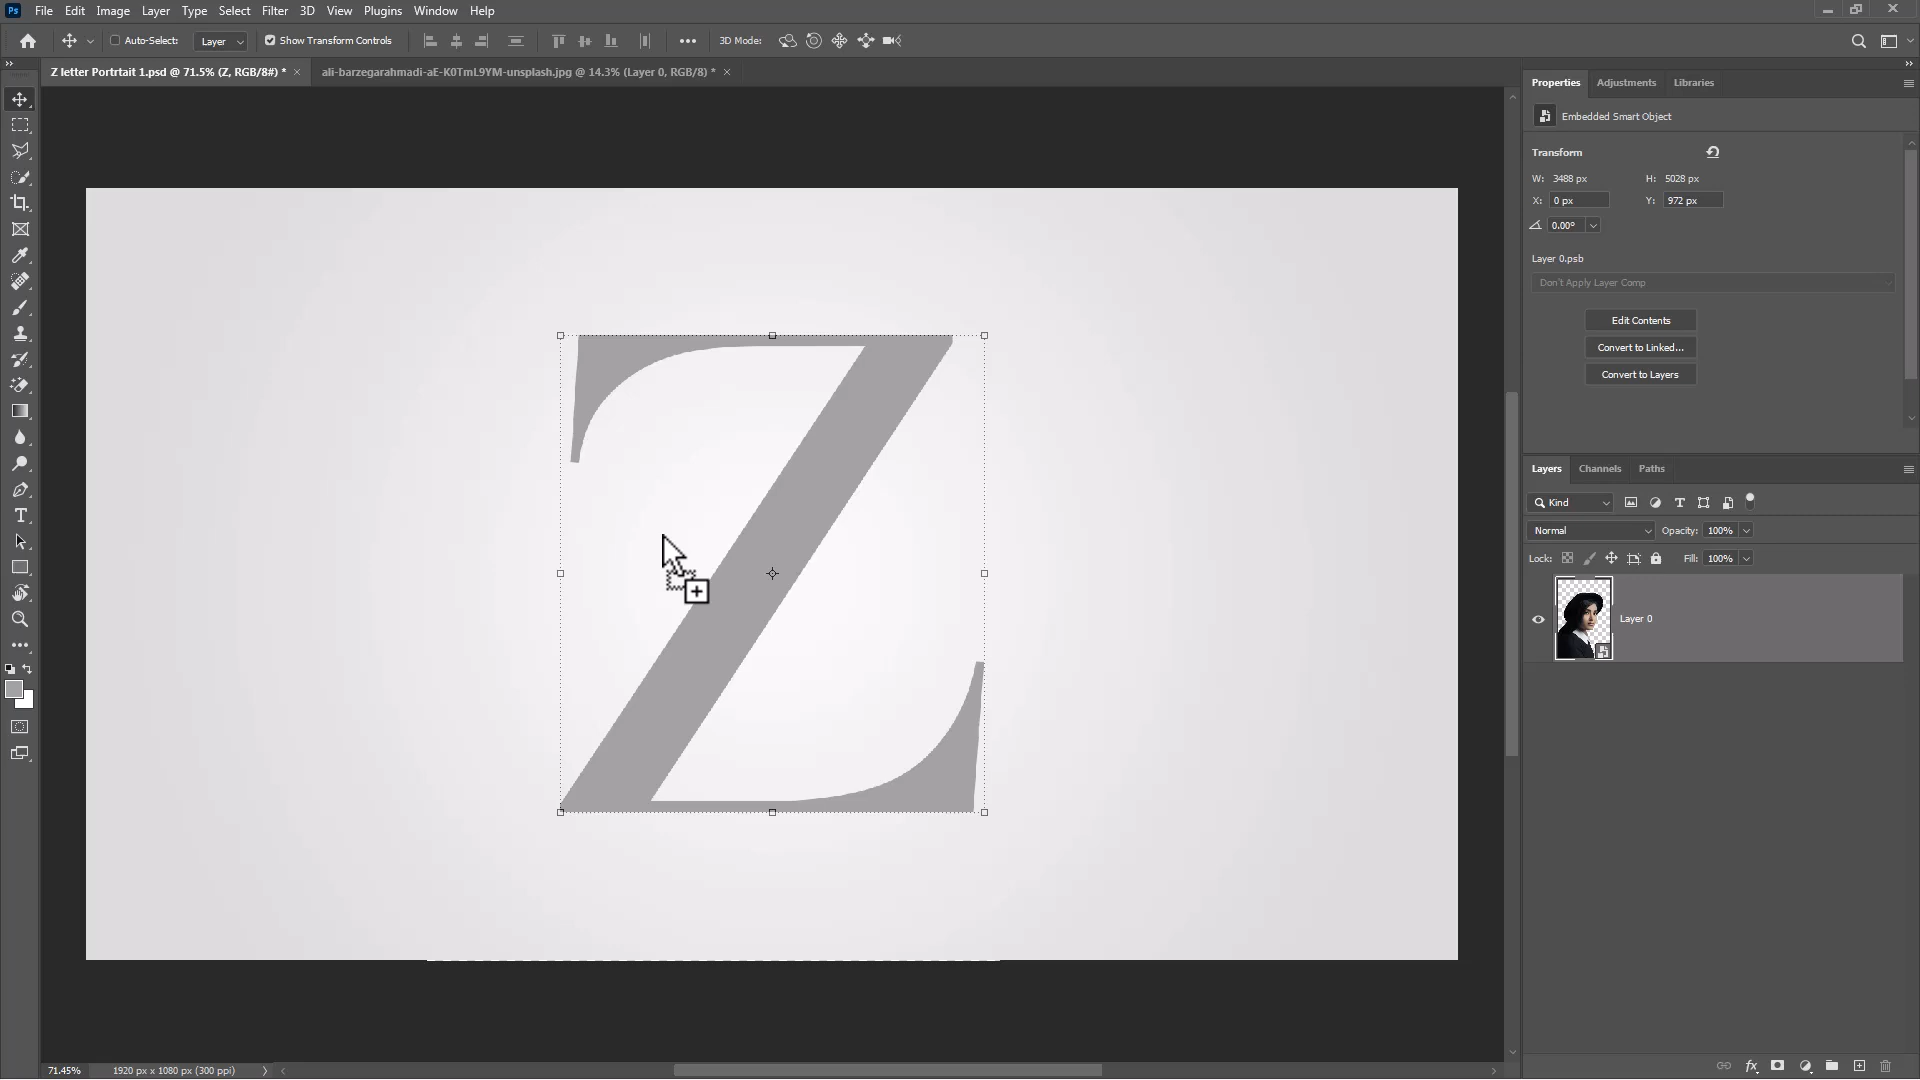 Ps File Edit Image Layer Type Select Filter 3D View Plugins Window Help
Auto-Select: Layer Show Transform Controls 3D Mode:
Z letter Portrtait 1.psd @ 71.5% (Z, RGB/8#) * ali-barzegarahmadi-aE-K0TmL9YM-unsplash.jpg @ 14.3% (Layer 0, RGB/8) *
Properties Adjustments Libraries
Embedded Smart Object
Transform
W: 3488 px H: 5028 px
X: 0 px Y: 972 px
0.00°
Layer 0.psb
Don't Apply Layer Comp
Edit Contents
Convert to Linked...
Convert to Layers
Z
Layers Channels Paths
Kind
Normal Opacity: 100%
Lock: Fill: 100%
Layer 0
71.45% 1920 px x 1080 px (300 ppi)